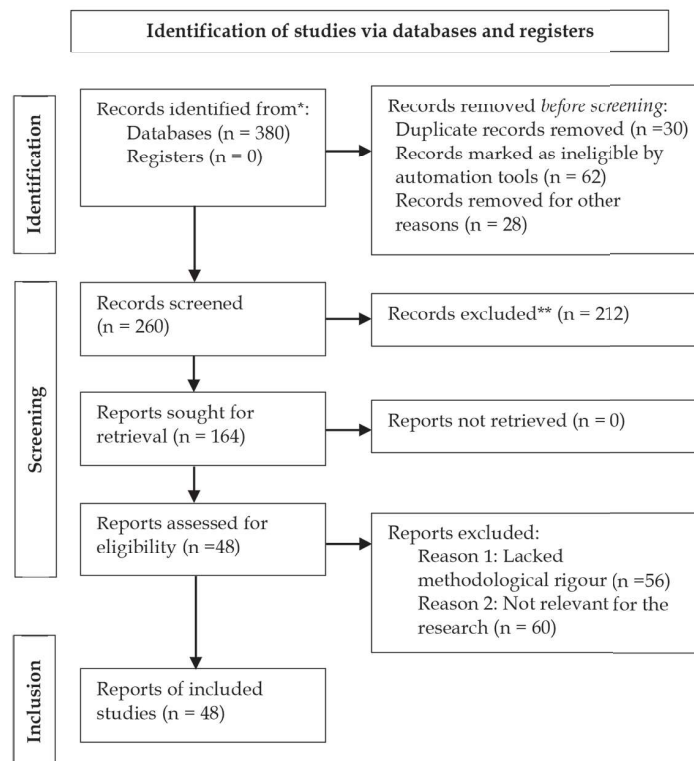 Identification of studies via databases and registers
Identification
Records identified from*:
Databases (n = 380)
Registers (n = 0)
Records removed before screening:
Duplicate records removed (n =30)
Records marked as ineligible by
automation tools (n = 62)
Records removed for other
reasons (n = 28)
Screening
Records screened
(n = 260)
Records excluded** (n = 212)
Reports sought for
retrieval (n = 164)
Reports not retrieved (n = 0)
Reports assessed for
eligibility (n =48)
Reports excluded:
Reason 1: Lacked
methodological rigour (n =56)
Reason 2: Not relevant for the
research (n = 60)
Inclusion
Reports of included
studies (n = 48)